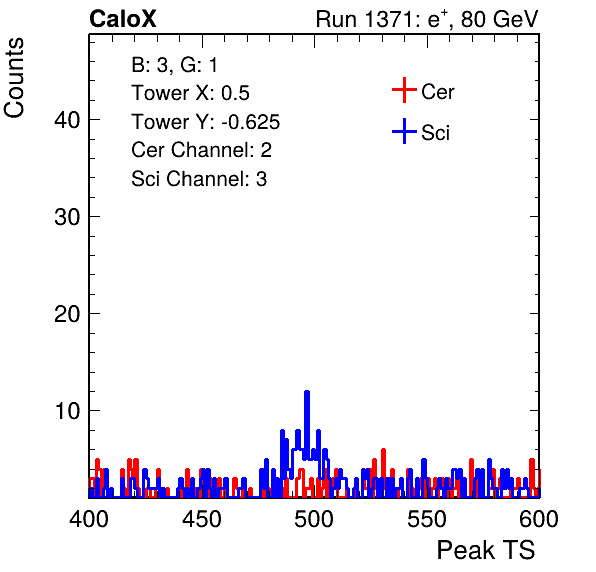 CaloX Run 1371: e+, 80 GeV
Counts
B: 3, G: 1
Tower X: 0.5
Tower Y: -0.625
Cer Channel: 2
Sci Channel: 3
Cer
Sci
40
30
20
10
400 450 500 550 600
Peak TS